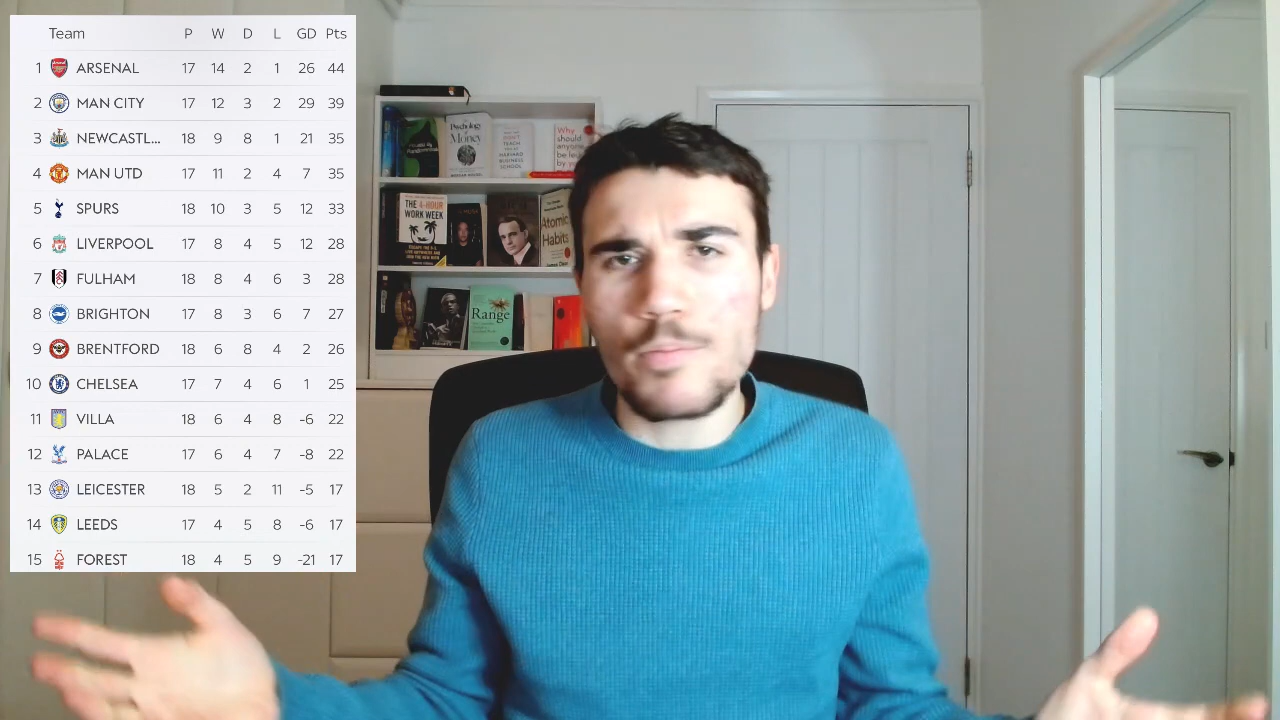 Team P W D L GD Pts
1 ARSENAL 17 14 2 1 26 44
2 MAN CITY 17 12 3 2 29 39
3 NEWCASTL... 18 9 8 1 21 35
4 MAN UTD 17 11 2 4 7 35
5 SPURS 18 10 3 5 12 33
6 LIVERPOOL 17 8 4 5 12 28
7 FULHAM 18 8 4 6 3 28
8 BRIGHTON 17 8 3 6 7 27
9 BRENTFORD 18 6 8 4 2 26
10 CHELSEA 17 7 4 6 1 25
11 VILLA 18 6 4 8 -6 22
12 PALACE 17 6 4 7 -8 22
13 LEICESTER 18 5 2 11 -5 17
14 LEEDS 17 4 5 8 -6 17
15 FOREST 18 4 5 9 -21 17
Psychology
of
Money
Why
should
anyone
be led
by
THE 4-HOUR
WORK WEEK
Atomic
Habits
Range